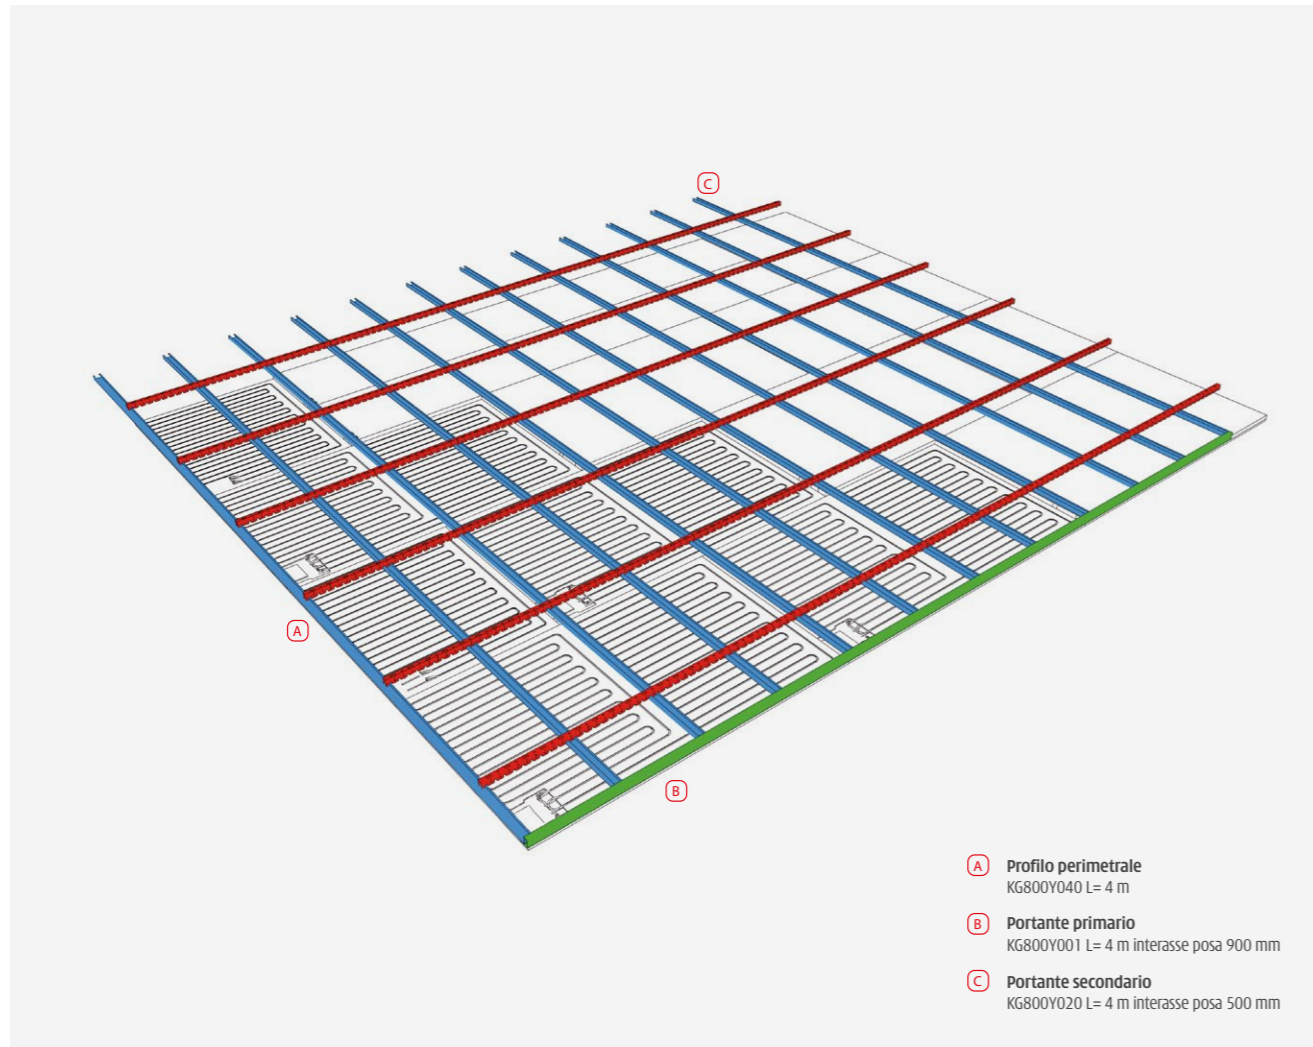 C
A
B
A Profilo perimetrale
KG800Y040 L= 4 m
B Portante primario
KG800Y001 L= 4 m interasse posa 900 mm
C Portante secondario
KG800Y020 L= 4 m interasse posa 500 mm